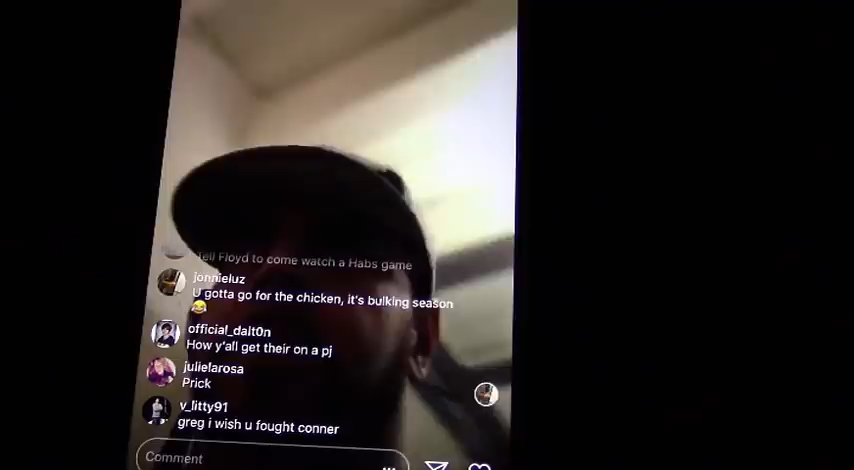 Tell Floyd to come watch a Habs game
jonnieluz
U gotta go for the chicken, it's bulking season
😂
official_dalt0n
How y'all get their on a pj
julielarosa
Prick
v_litty91
greg i wish u fought conner
Comment